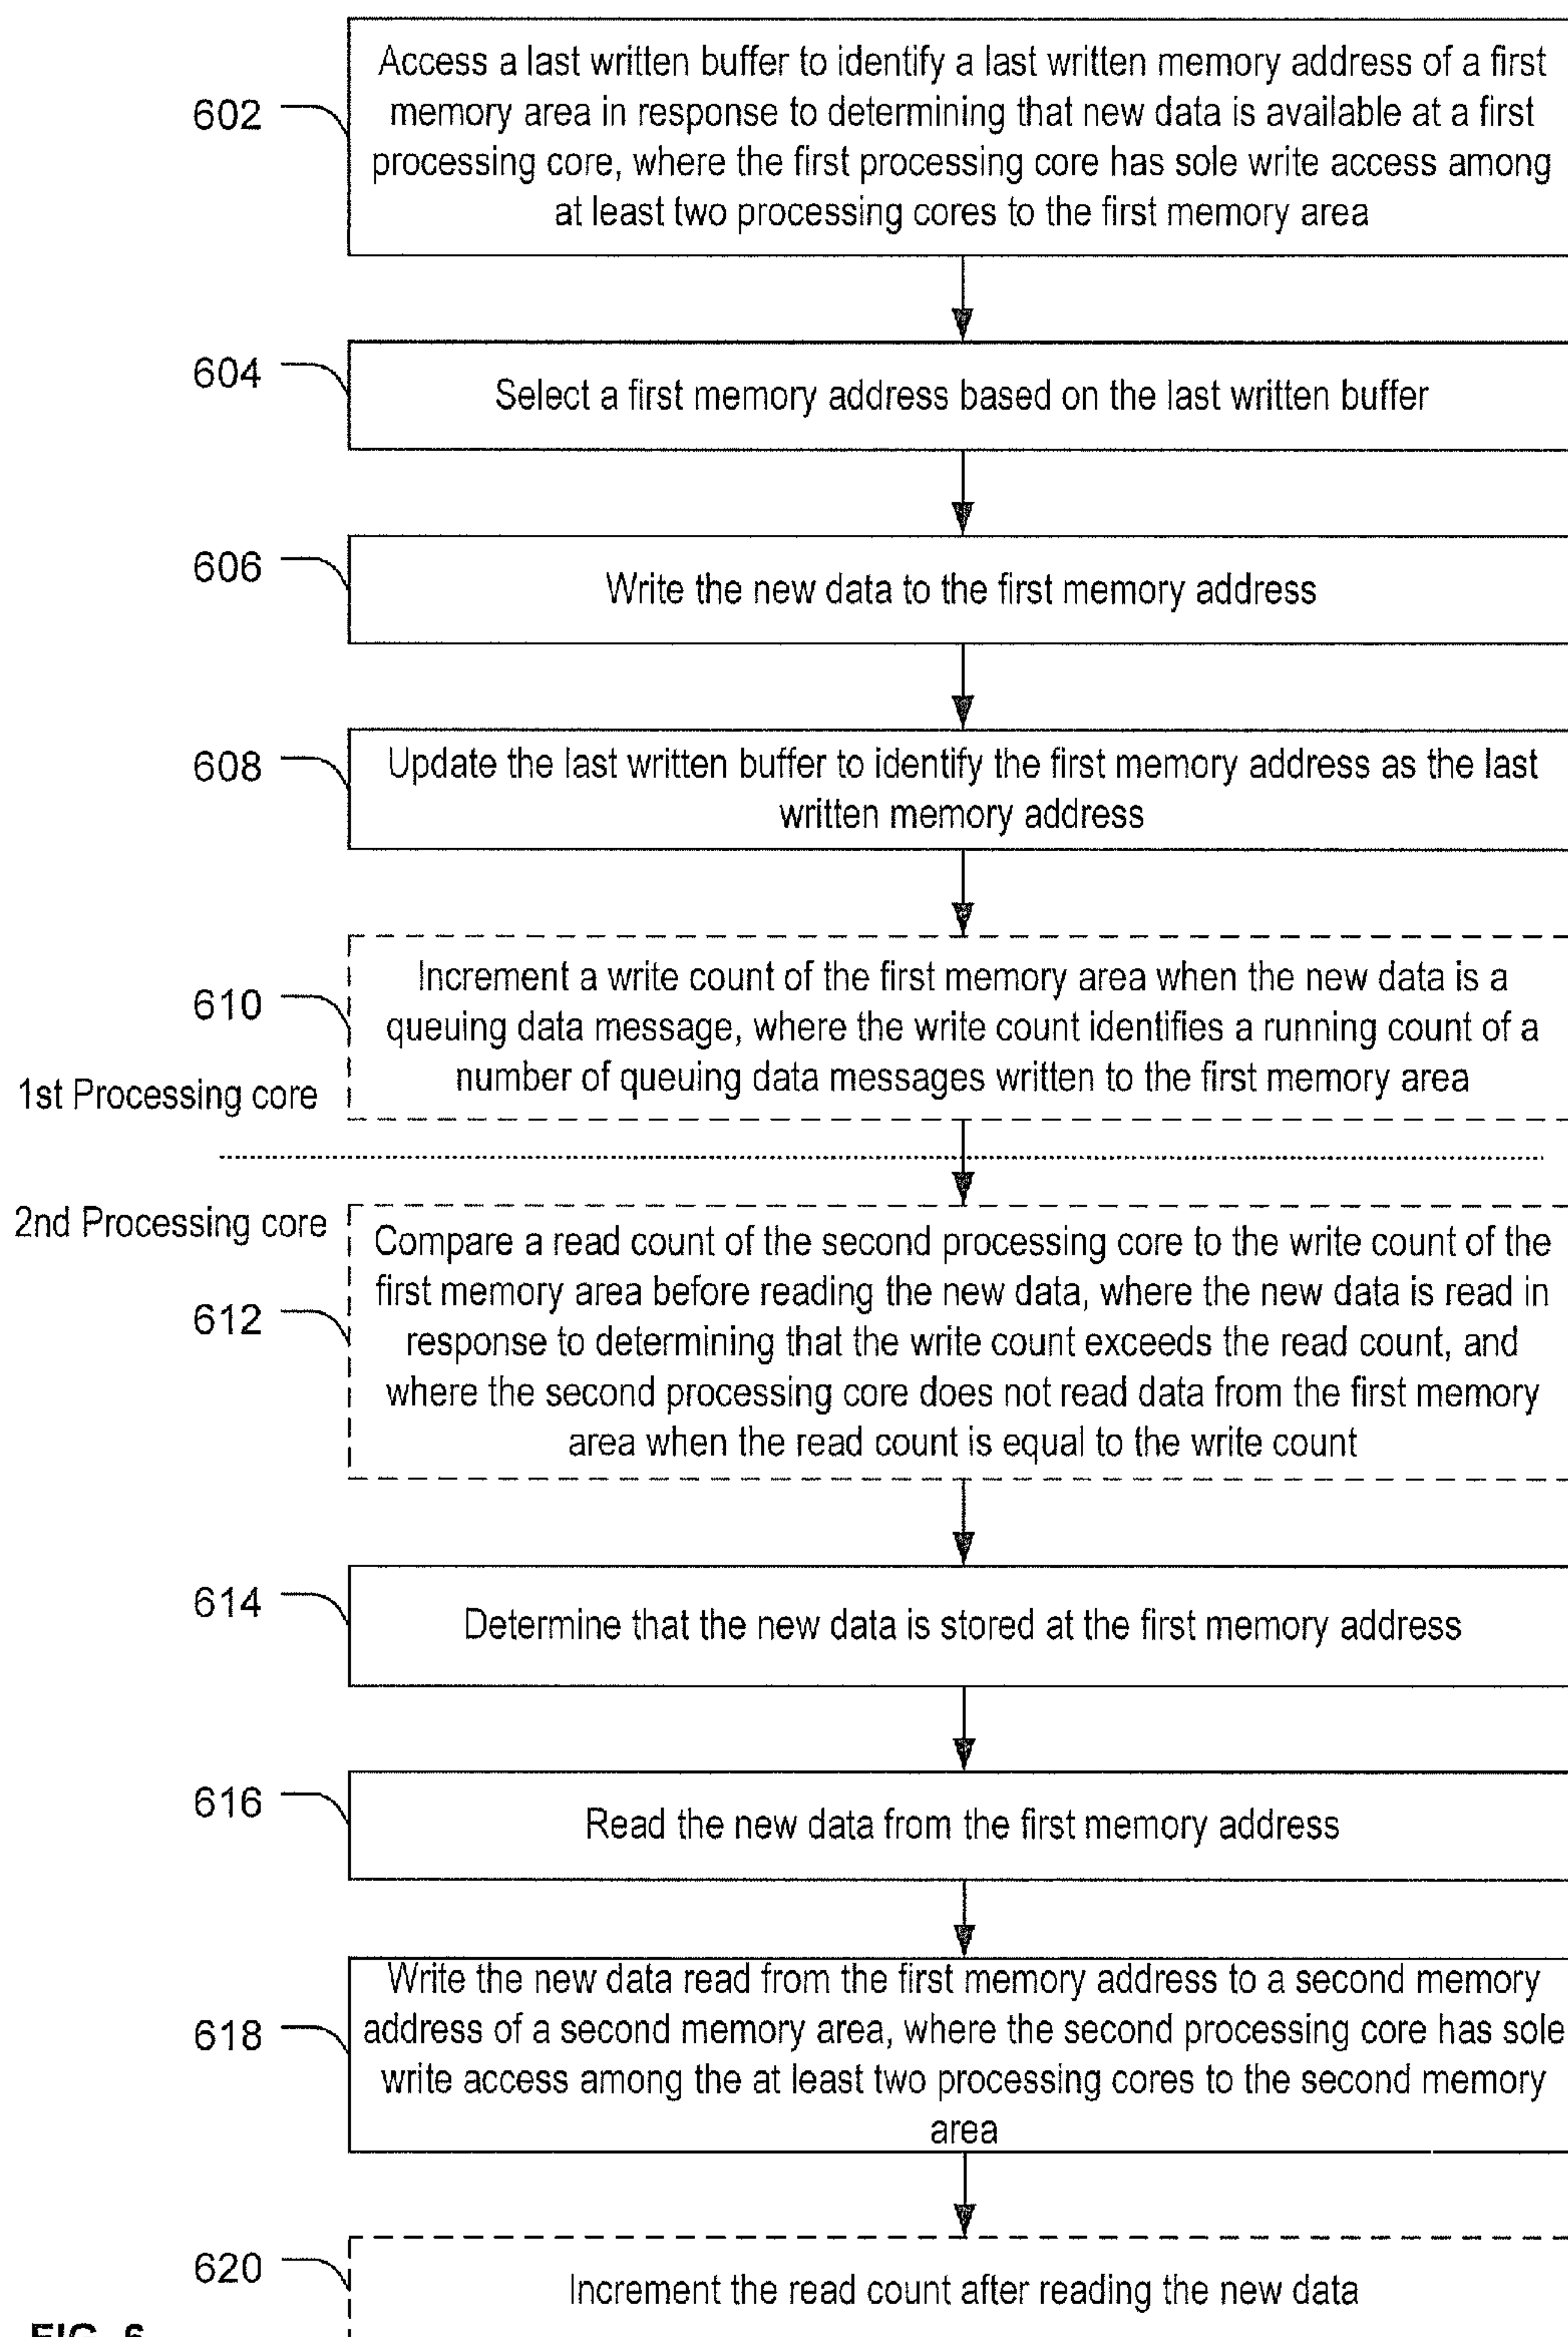 602
Access a last written buffer to identify a last written memory address of a first
memory area in response to determining that new data is available at a first
processing core, where the first processing core has sole write access among
at least two processing cores to the first memory area
604
Select a first memory address based on the last written buffer
606
Write the new data to the first memory address
608
Update the last written buffer to identify the first memory address as the last
written memory address
610
Increment a write count of the first memory area when the new data is a
queuing data message, where the write count identifies a running count of a
number of queuing data messages written to the first memory area
1st Processing core
2nd Processing core
612
Compare a read count of the second processing core to the write count of the
first memory area before reading the new data, where the new data is read in
response to determining that the write count exceeds the read count, and
where the second processing core does not read data from the first memory
area when the read count is equal to the write count
614
Determine that the new data is stored at the first memory address
616
Read the new data from the first memory address
618
Write the new data read from the first memory address to a second memory
address of a second memory area, where the second processing core has sole
write access among the at least two processing cores to the second memory
area
620
Increment the read count after reading the new data
FIG. 6